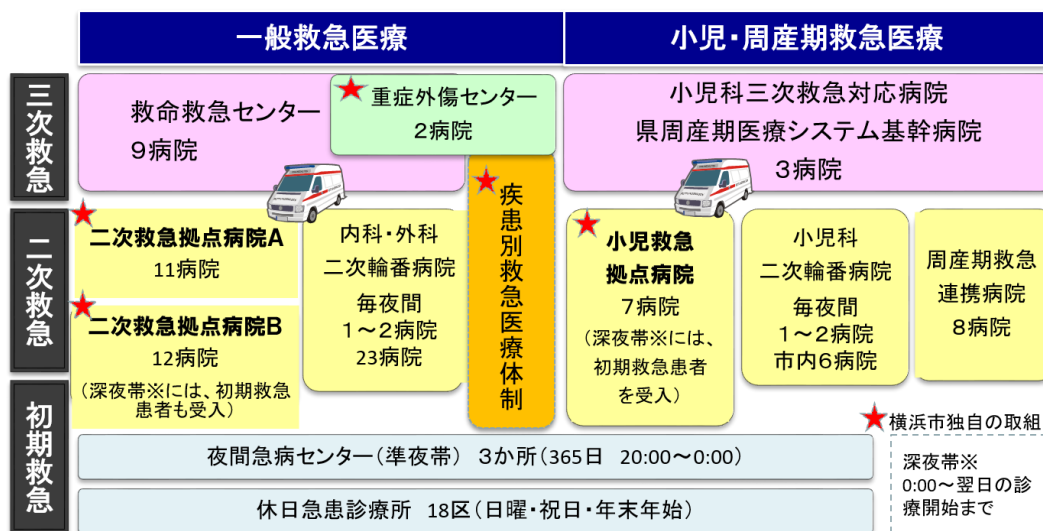 一般救急医療
小児・周産期救急医療
三次救急
救命救急センター
9病院
★重症外傷センター
2病院
小児科三次救急対応病院
県周産期医療システム基幹病院
3病院
二次救急
★二次救急拠点病院A
11病院
★二次救急拠点病院B
12病院
(深夜帯※には、初期救急
患者も受入)
内科・外科
二次輪番病院
毎夜間
1～2病院
23病院
★疾患別救急医療体制
★小児救急
拠点病院
7病院
(深夜帯※には、
初期救急患者
を受入)
小児科
二次輪番病院
毎夜間
1～2病院
市内6病院
周産期救急
連携病院
8病院
初期救急
夜間急病センター(準夜帯) 3か所(365日 20:00～0:00)
休日急患診療所 18区(日曜・祝日・年末年始)
★横浜市独自の取組
深夜帯※
0:00～翌日の診
療開始まで